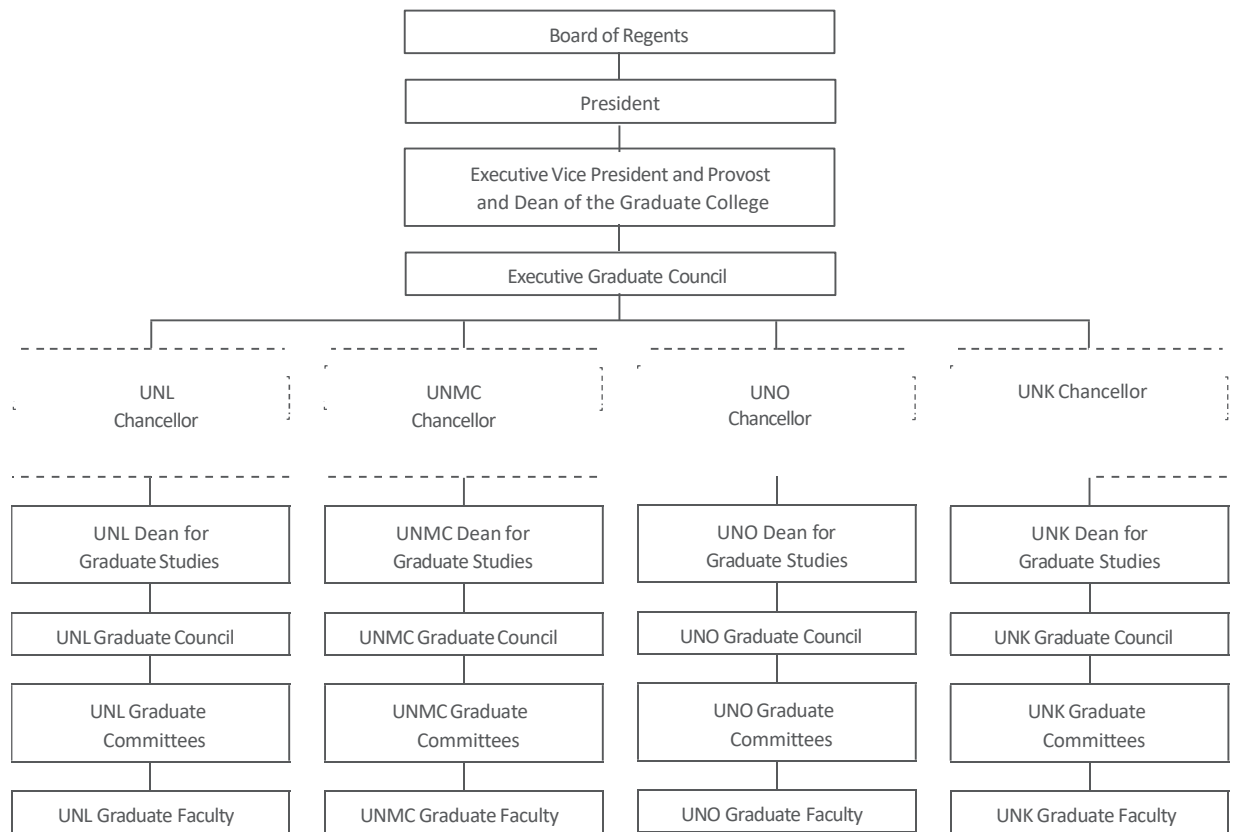 Board of Regents
President
Executive Vice President and Provost
and Dean of the Graduate College
Executive Graduate Council
UNL
Chancellor
UNMC
Chancellor
UNO
Chancellor
UNK Chancellor
UNL Dean for
Graduate Studies
UNMC Dean for
Graduate Studies
UNO Dean for
Graduate Studies
UNK Dean for
Graduate Studies
UNL Graduate Council
UNMC Graduate Council
UNO Graduate Council
UNK Graduate Council
UNL Graduate
Committees
UNMC Graduate
Committees
UNO Graduate
Committees
UNK Graduate
Committees
UNL Graduate Faculty
UNMC Graduate Faculty
UNO Graduate Faculty
UNK Graduate Faculty